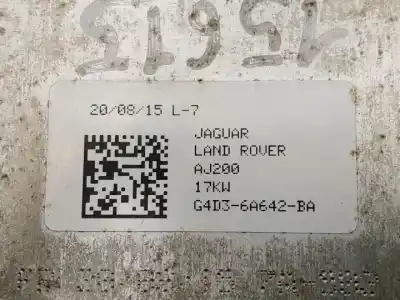 20/08/15 L-7
JAGUAR
LAND ROVER
AJ200
17KW
G4D3-6A642-BA